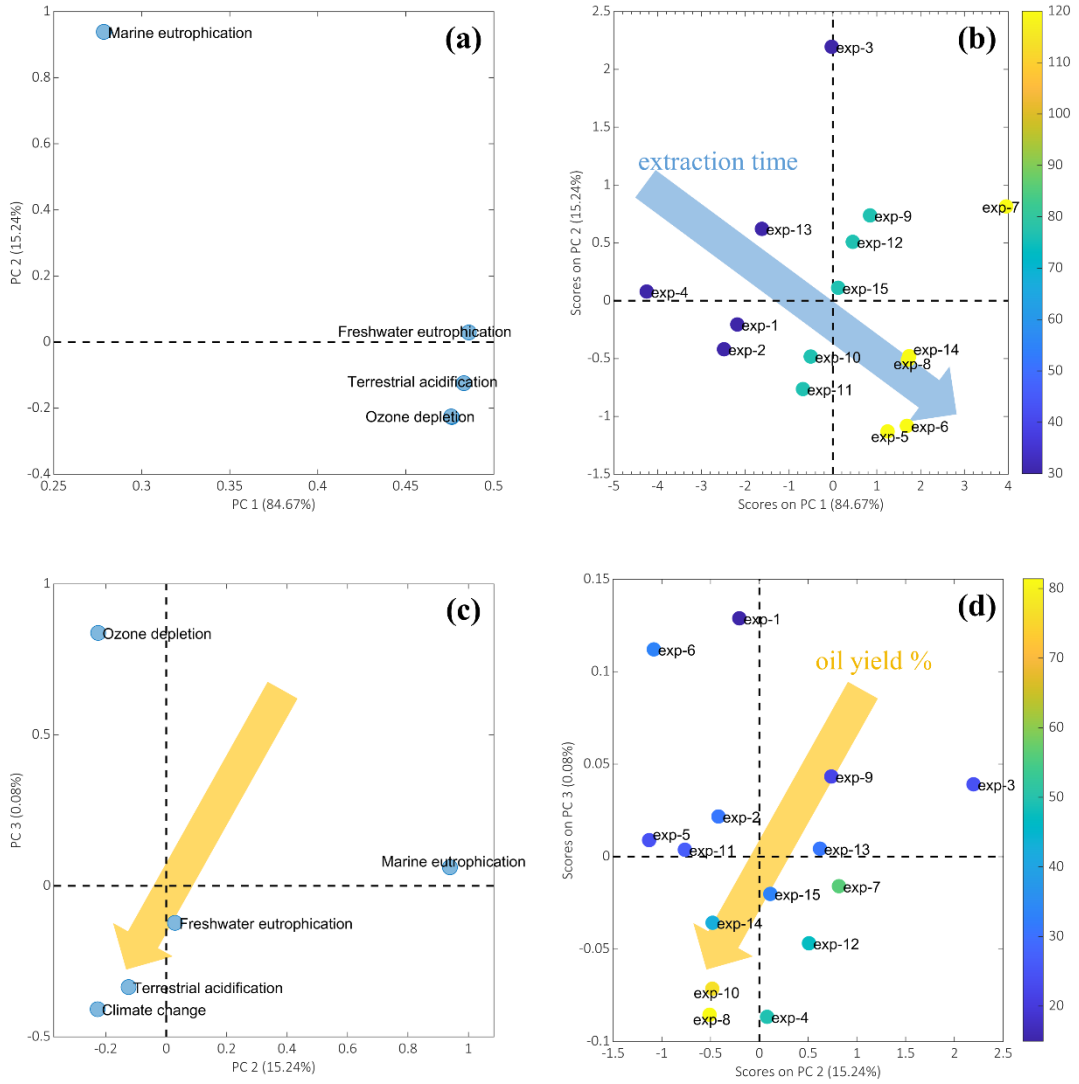 1
0.8
0.6
0.4
0.2
0
-0.2
-0.4
PC 2 (15.24%)
Marine eutrophication
(a)
Freshwater eutrophication
Terrestrial acidification
Ozone depletion
0.25
0.3
0.35
0.4
0.45
0.5
PC 1 (84.67%)
2.5
2
1.5
1
0.5
0
-0.5
-1
-1.5
Scores on PC 2 (15.24%)
(b)
exp-3
extraction time
exp-7
exp-9
exp-13
exp-12
exp-4
exp-15
exp-1
exp-2
exp-10
exp-14
exp-8
exp-11
exp-6
exp-5
-5
-4
-3
-2
-1
0
1
2
3
4
Scores on PC 1 (84.67%)
120
110
100
90
80
70
60
50
40
30
1
0.5
0
-0.5
PC 3 (0.08%)
(c)
Ozone depletion
Marine eutrophication
Freshwater eutrophication
Terrestrial acidification
Climate change
-0.2
0
0.2
0.4
0.6
0.8
1
PC 2 (15.24%)
0.15
0.1
0.05
0
-0.05
-0.1
Scores on PC 3 (0.08%)
(d)
exp-1
exp-6
oil yield %
exp-9
exp-3
exp-2
exp-5
exp-11
exp-13
exp-7
exp-15
exp-14
exp-12
exp-10
exp-8
exp-4
-1.5
-1
-0.5
0
0.5
1
1.5
2
2.5
Scores on PC 2 (15.24%)
80
70
60
50
40
30
20